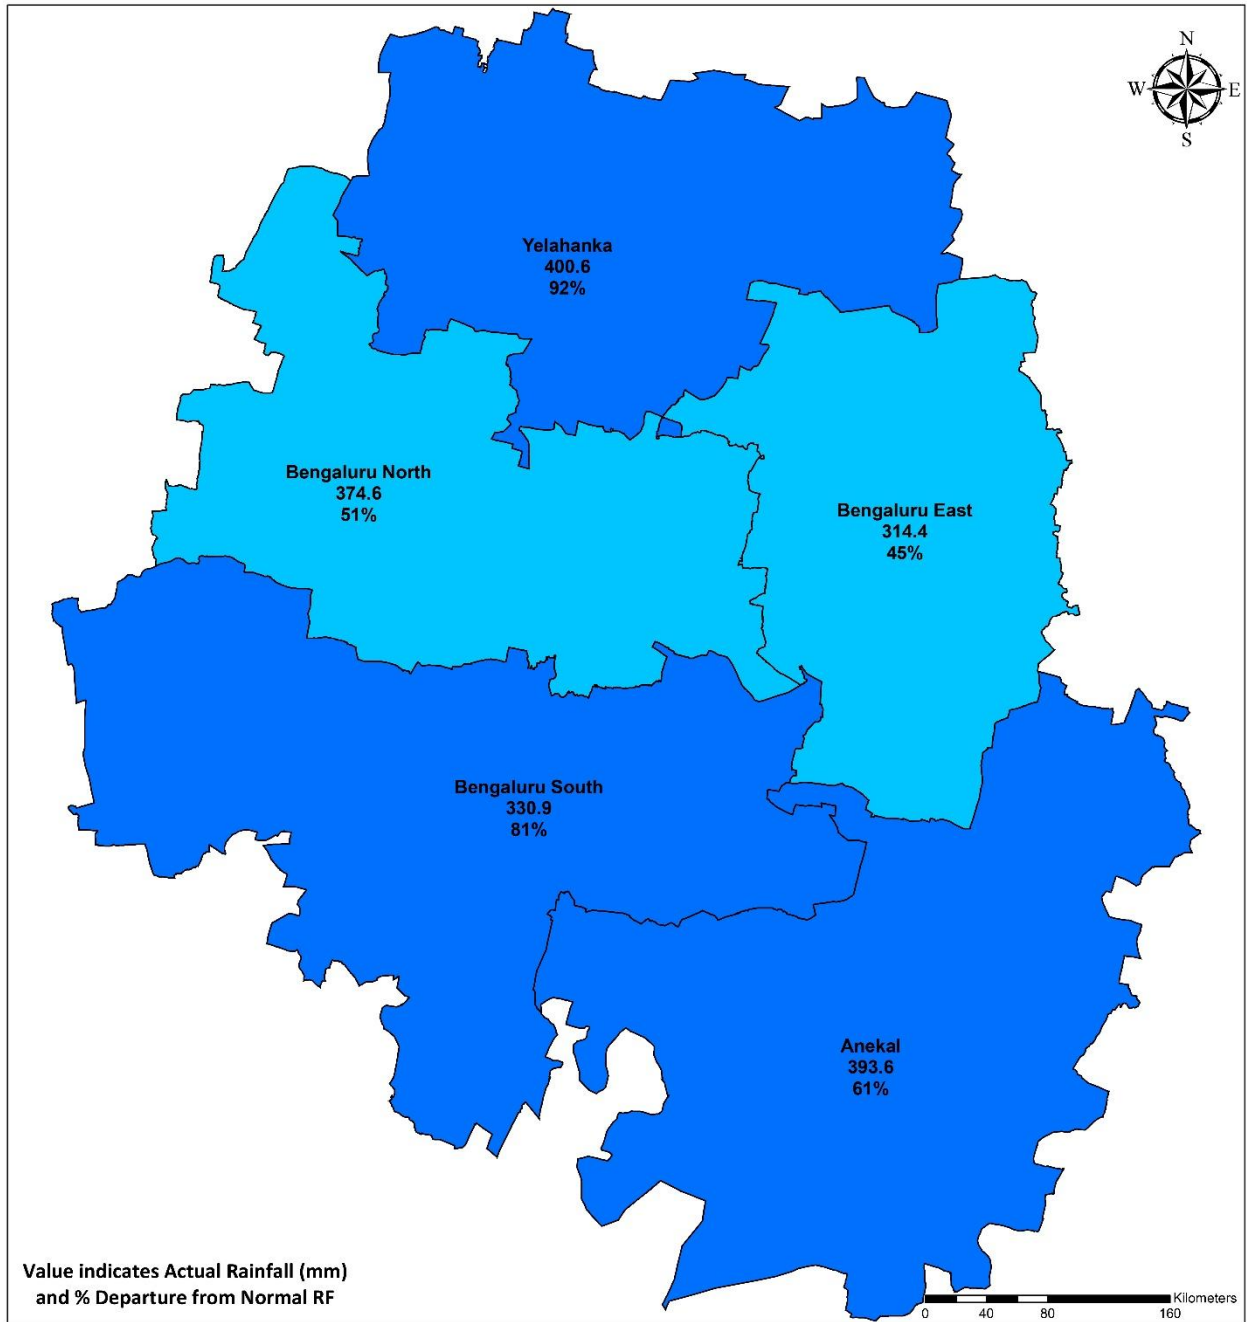 N
W E
S
Yelahanka
400.6
92%
Bengaluru North
374.6
51%
Bengaluru East
314.4
45%
Bengaluru South
330.9
81%
Anekal
393.6
61%
Value indicates Actual Rainfall (mm)
and % Departure from Normal RF
Kilometers
0 40 80 160